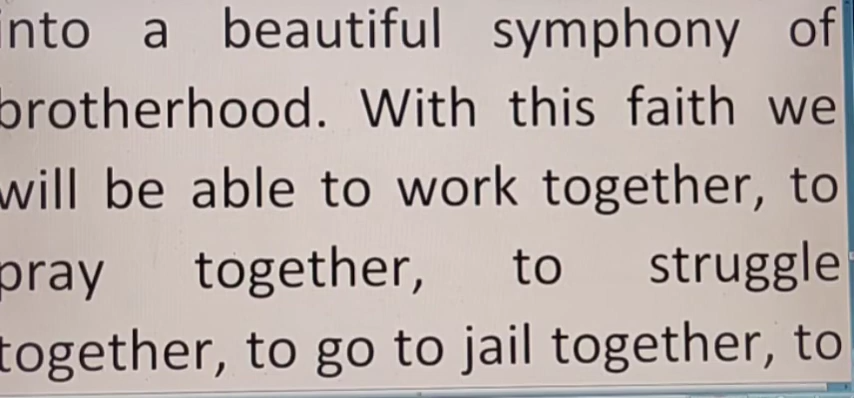 into a beautiful symphony of
brotherhood. With this faith we
will be able to work together, to
pray together, to struggle
together, to go to jail together, to